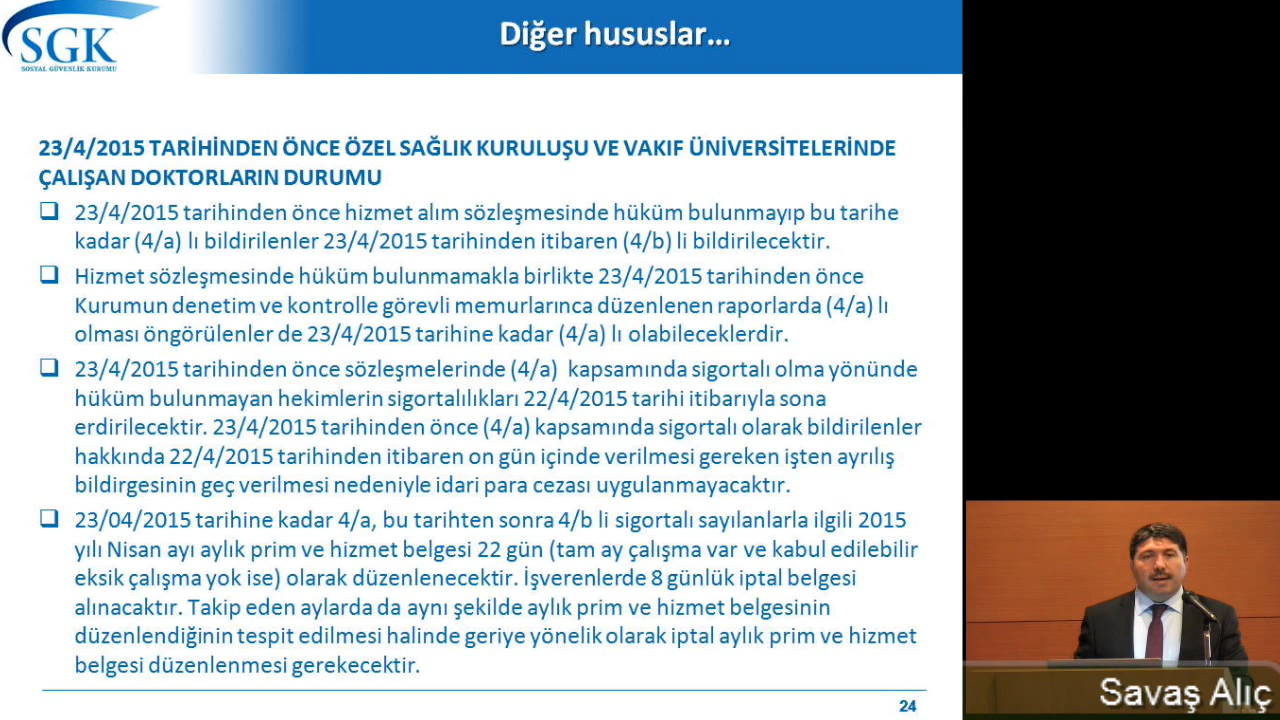 SGK
SOSYAL GÜVENLİK KURUMU
Diğer hususlar...
23/4/2015 TARİHİNDEN ÖNCE ÖZEL SAĞLIK KURULUŞU VE VAKIF ÜNİVERSİTELERİNDE
ÇALIŞAN DOKTORLARIN DURUMU
❑ 23/4/2015 tarihinden önce hizmet alım sözleşmesinde hüküm bulunmayıp bu tarihe
kadar (4/a) lı bildirilenler 23/4/2015 tarihinden itibaren (4/b) li bildirilecektir.
❑ Hizmet sözleşmesinde hüküm bulunmamakla birlikte 23/4/2015 tarihinden önce
Kurumun denetim ve kontrolle görevli memurlarınca düzenlenen raporlarda (4/a) lı
olması öngörülenler de 23/4/2015 tarihine kadar (4/a) lı olabileceklerdir.
❑ 23/4/2015 tarihinden önce sözleşmelerinde (4/a) kapsamında sigortalı olma yönünde
hüküm bulunmayan hekimlerin sigortalılıkları 22/4/2015 tarihi itibarıyla sona
erdirilecektir. 23/4/2015 tarihinden önce (4/a) kapsamında sigortalı olarak bildirilenler
hakkında 22/4/2015 tarihinden itibaren on gün içinde verilmesi gereken işten ayrılış
bildirgesinin geç verilmesi nedeniyle idari para cezası uygulanmayacaktır.
❑ 23/04/2015 tarihine kadar 4/a, bu tarihten sonra 4/b li sigortalı sayılanlarla ilgili 2015
yılı Nisan ayı aylık prim ve hizmet belgesi 22 gün (tam ay çalışma var ve kabul edilebilir
eksik çalışma yok ise) olarak düzenlenecektir. İşverenlerde 8 günlük iptal belgesi
alınacaktır. Takip eden aylarda da aynı şekilde aylık prim ve hizmet belgesinin
düzenlendiğinin tespit edilmesi halinde geriye yönelik olarak iptal aylık prim ve hizmet
belgesi düzenlenmesi gerekecektir.
24
Savaş Alıç